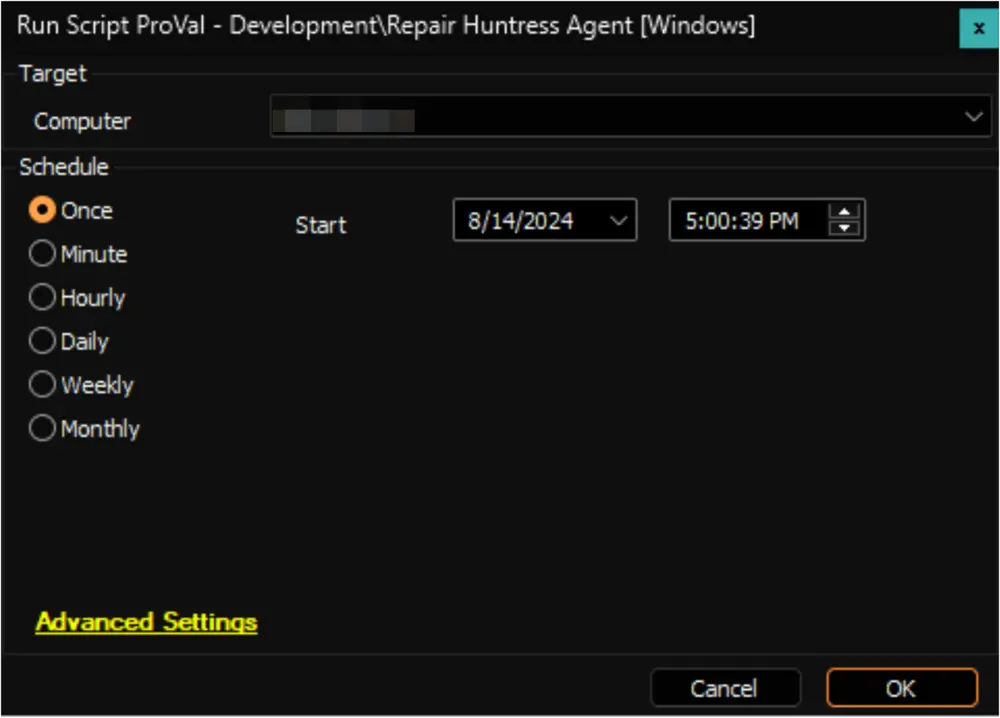 Run Script ProVal - Development\Repair Huntress Agent [Windows]
x
Target
Computer
Schedule
Once
Start
8/14/2024
5:00:39 PM
Minute
Hourly
Daily
Weekly
Monthly
Advanced Settings
Cancel
OK